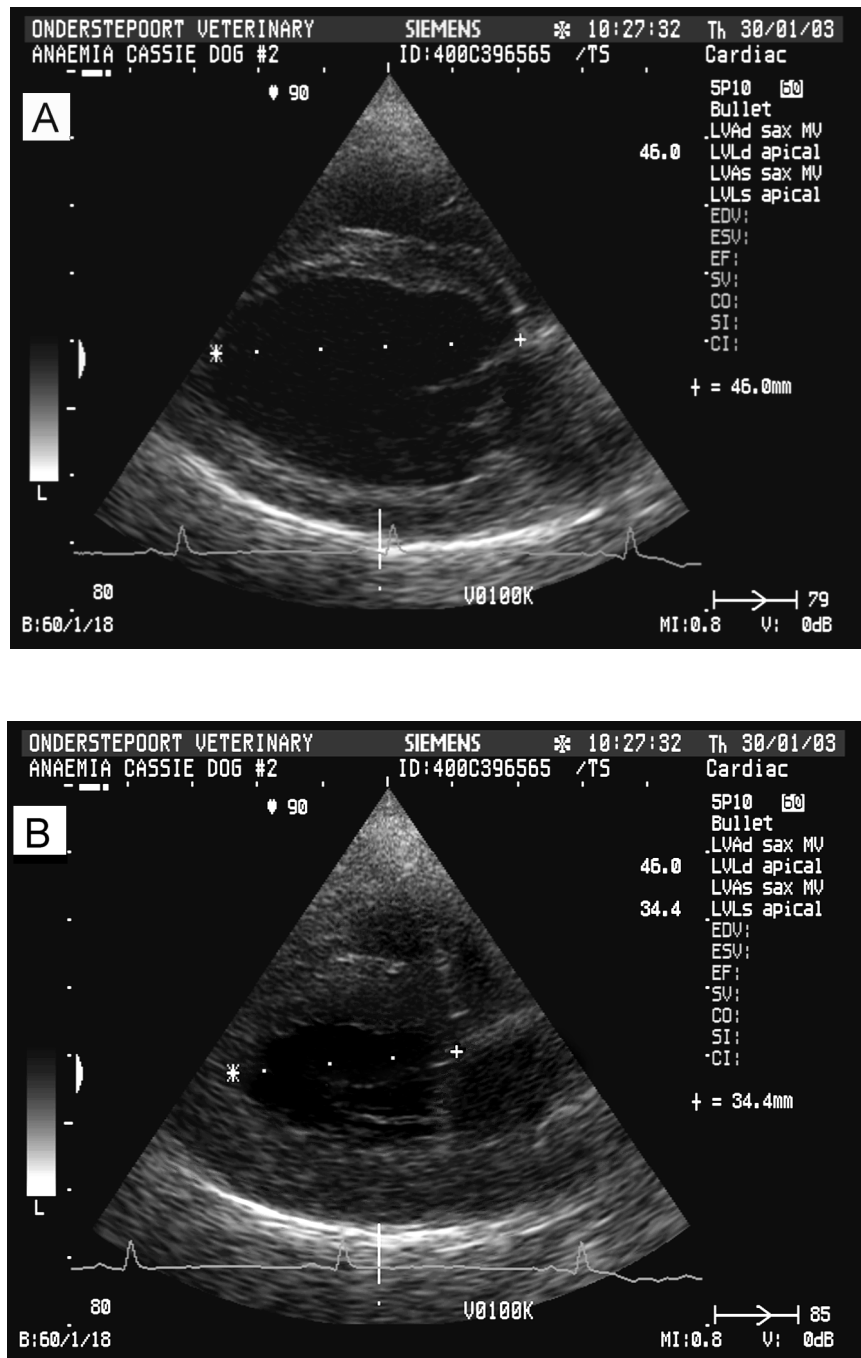 ONDERSTEPOORT VETERINARY SIEMENS ✻ 10:27:32 Th 30/01/03
ANAEMIA CASSIE DOG #2 ID:400C396565 /TS Cardiac
♥ 90
A
5P10 60
Bullet
LVAd sax MV
46.0 LVLd apical
LVAs sax MV
LVLs apical
EDV:
ESV:
EF:
SV:
CO:
SI:
CI:
+ = 46.0mm
L
80
V0100K
79
B:60/1/18 MI:0.8 V: 0dB
ONDERSTEPOORT VETERINARY SIEMENS ✻ 10:27:32 Th 30/01/03
ANAEMIA CASSIE DOG #2 ID:400C396565 /TS Cardiac
♥ 90
B
5P10 60
Bullet
LVAd sax MV
46.0 LVLd apical
LVAs sax MV
34.4 LVLs apical
EDV:
ESV:
EF:
SV:
CO:
SI:
CI:
+ = 34.4mm
L
80
V0100K
85
B:60/1/18 MI:0.8 V: 0dB